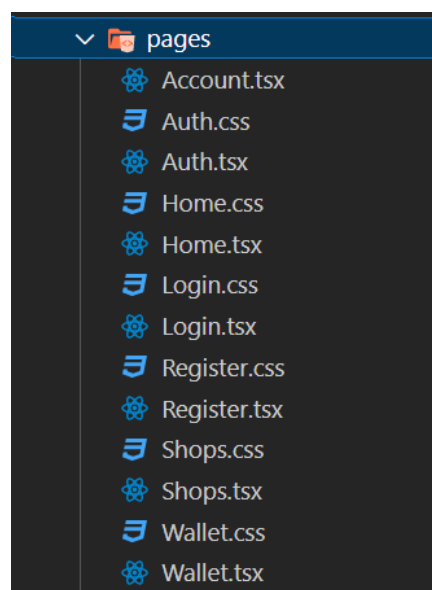 pages
Account.tsx
Auth.css
Auth.tsx
Home.css
Home.tsx
Login.css
Login.tsx
Register.css
Register.tsx
Shops.css
Shops.tsx
Wallet.css
Wallet.tsx